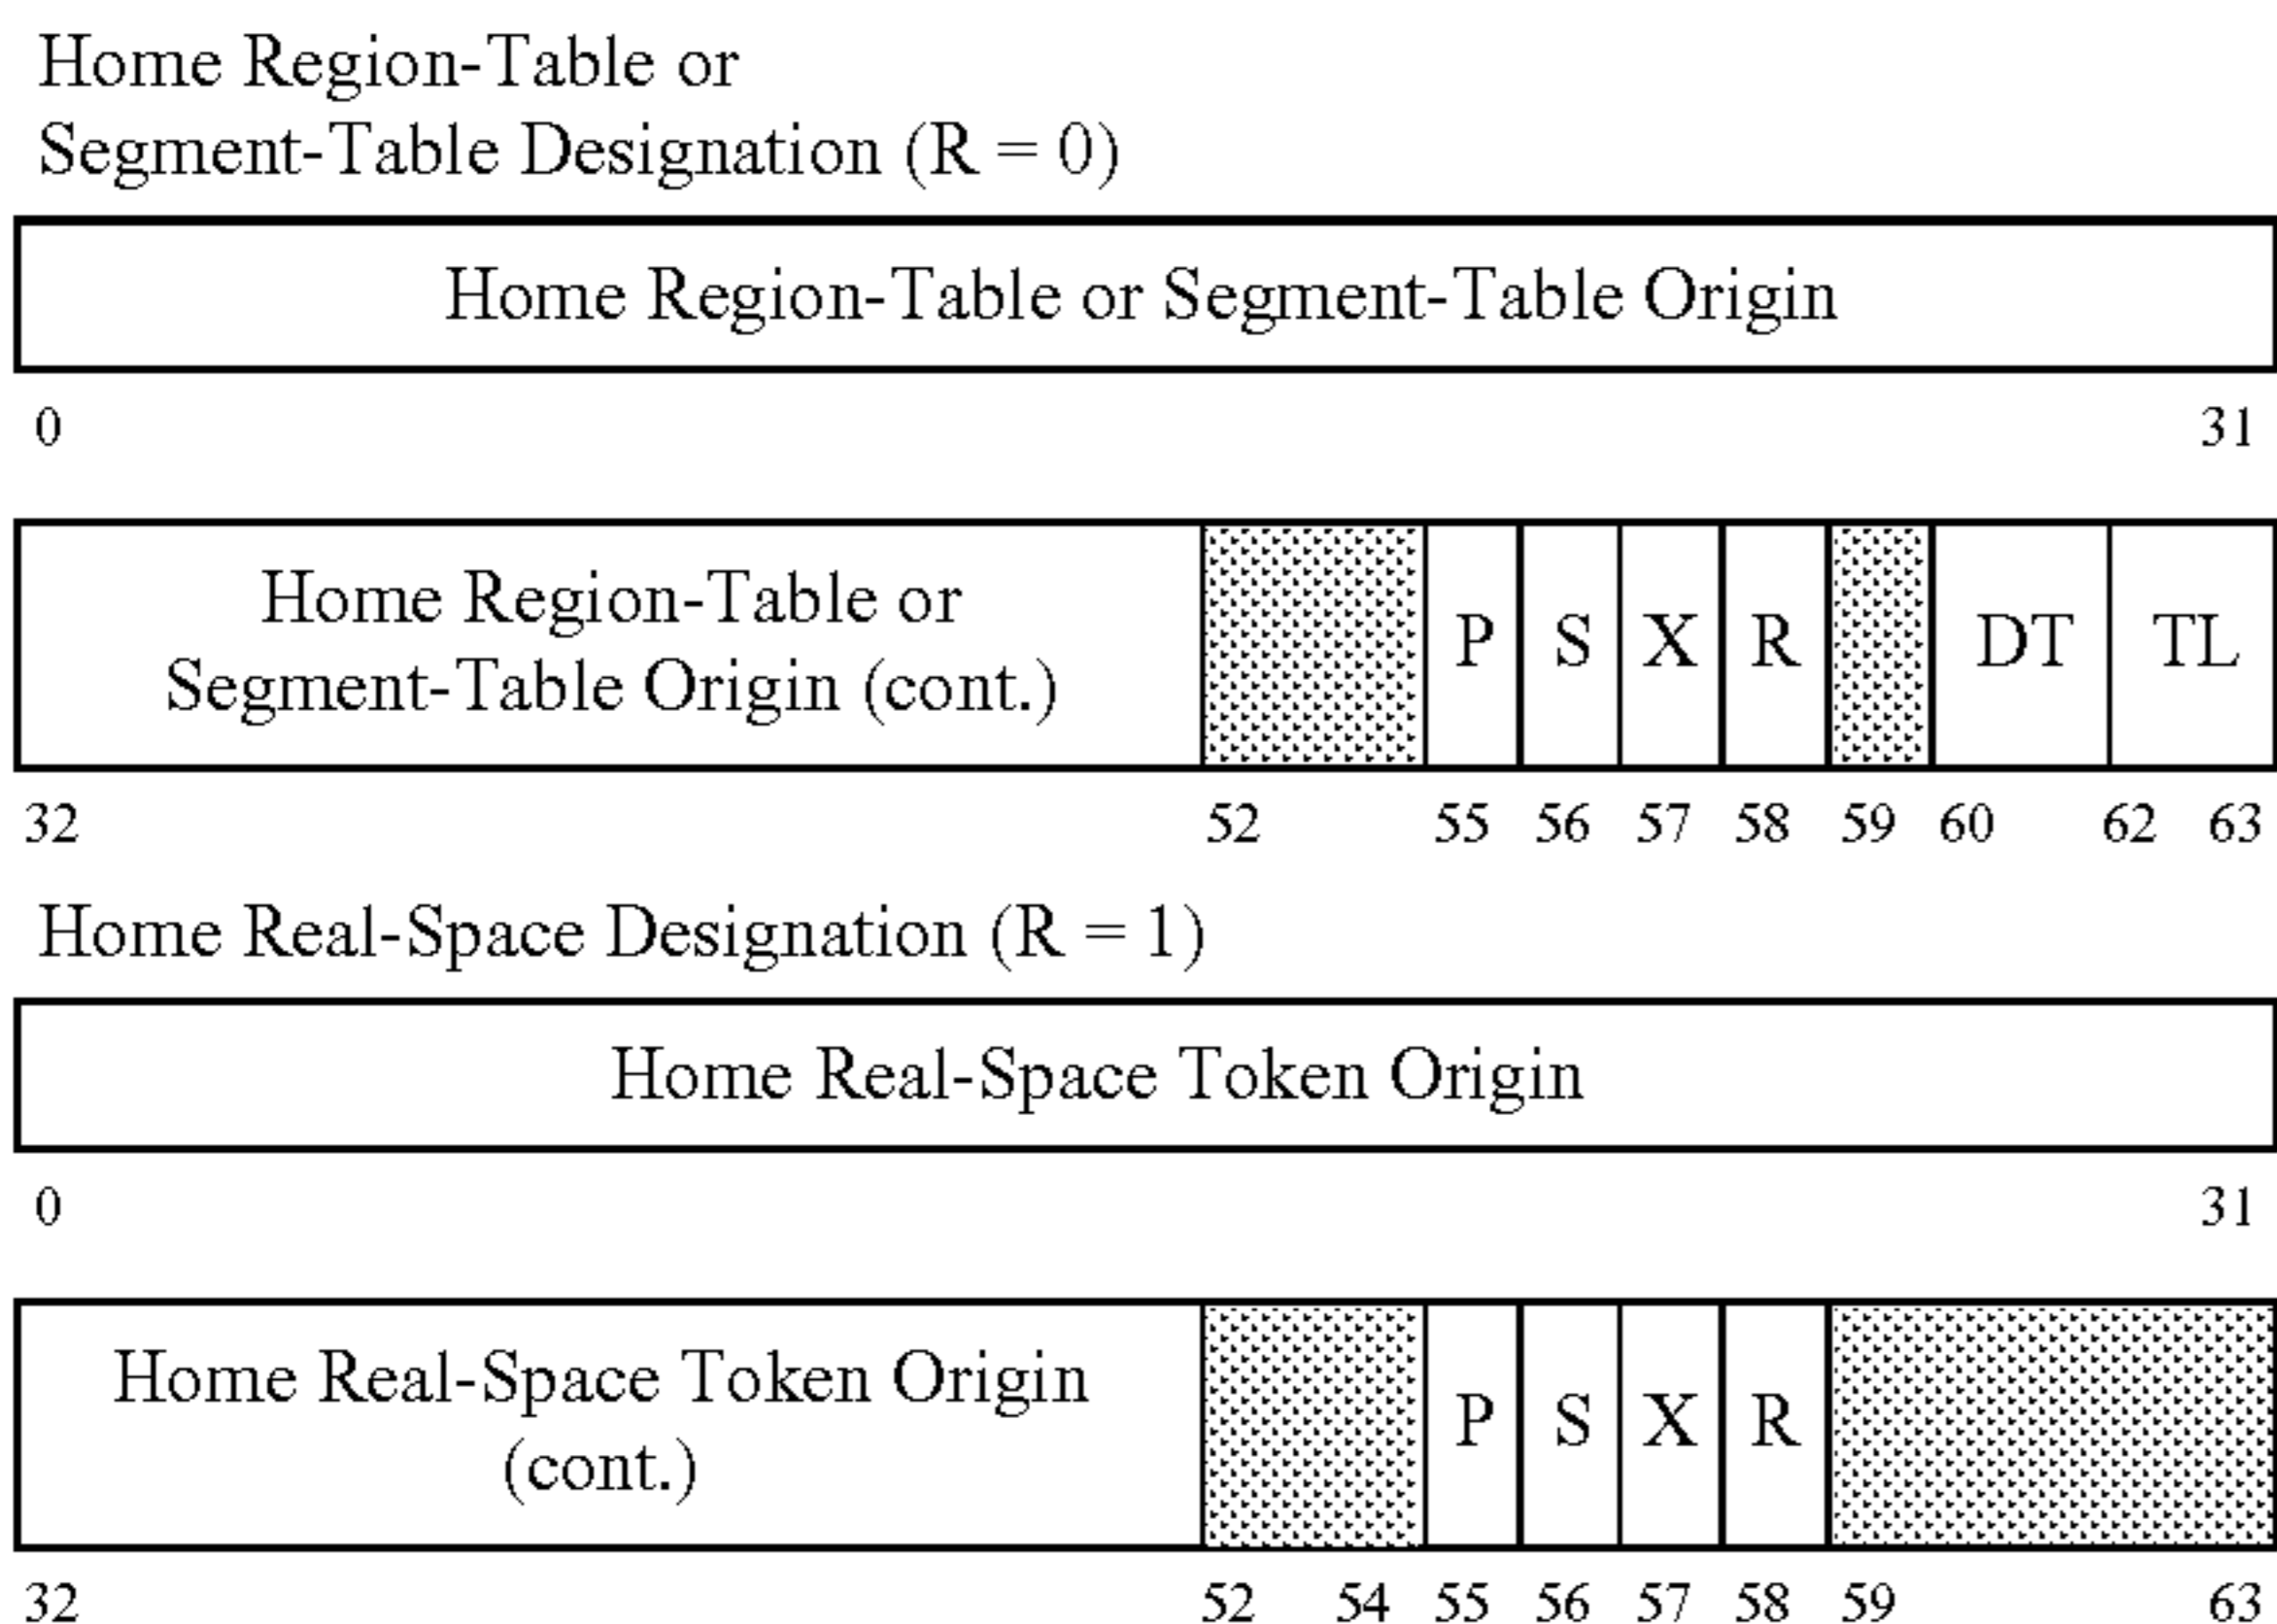 Home Region-Table or
Segment-Table Designation (R = 0)
Home Region-Table or Segment-Table Origin
0 31
Home Region-Table or
Segment-Table Origin (cont.)
P S X R DT TL
32 52 55 56 57 58 59 60 62 63
Home Real-Space Designation (R = 1)
Home Real-Space Token Origin
0 31
Home Real-Space Token Origin
(cont.)
P S X R
32 52 54 55 56 57 58 59 63